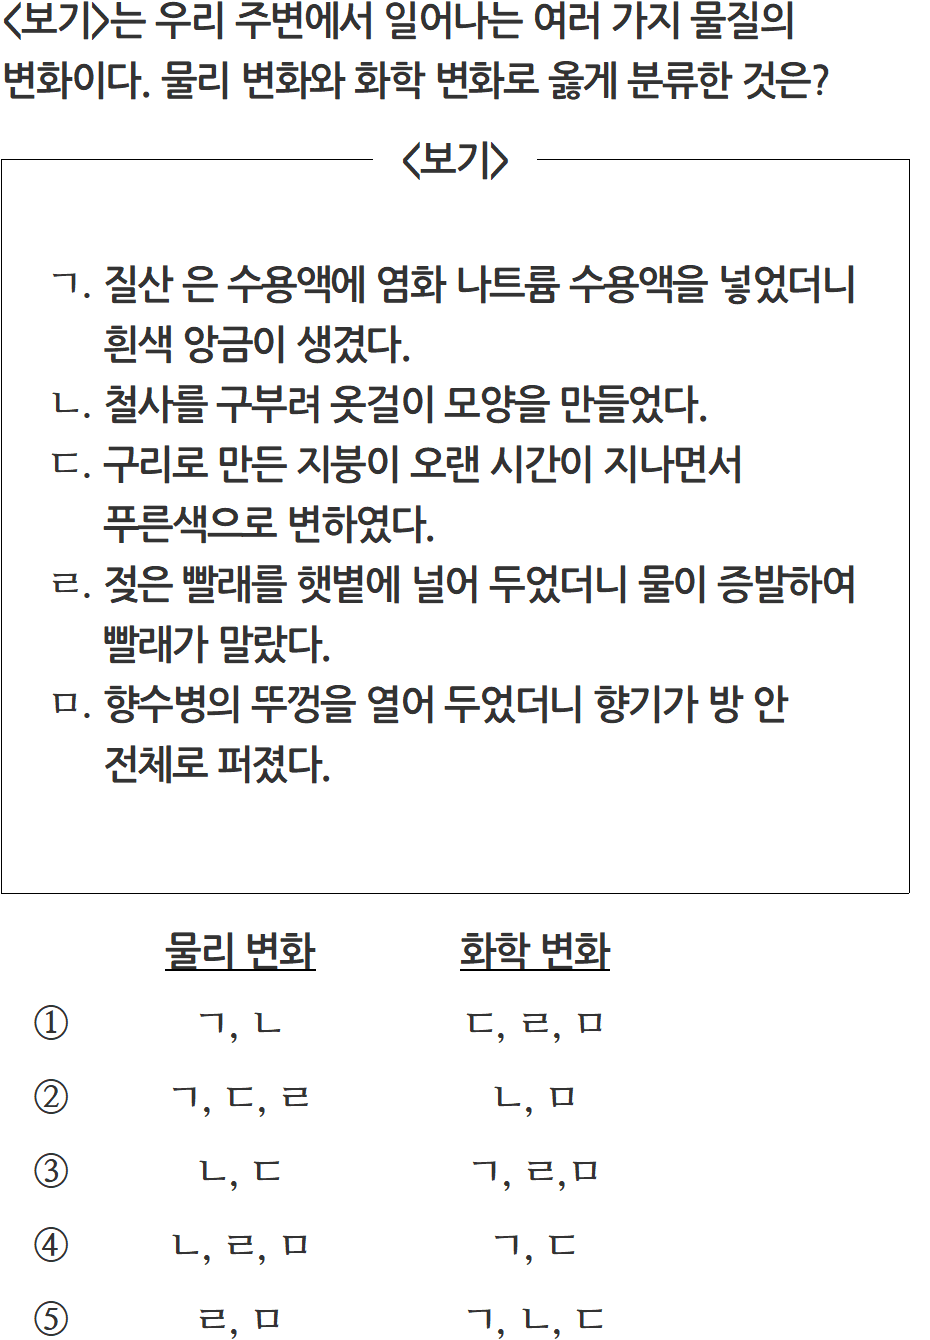 <보기>는 우리 주변에서 일어나는 여러 가지 물질의
변화이다. 물리 변화와 화학 변화로 옳게 분류한 것은?
<보기>
ㄱ. 질산 은 수용액에 염화 나트륨 수용액을 넣었더니
흰색 앙금이 생겼다.
ㄴ. 철사를 구부려 옷걸이 모양을 만들었다.
ㄷ. 구리로 만든 지붕이 오랜 시간이 지나면서
푸른색으로 변하였다.
ㄹ. 젖은 빨래를 햇볕에 널어 두었더니 물이 증발하여
빨래가 말랐다.
ㅁ. 향수병의 뚜껑을 열어 두었더니 향기가 방 안
전체로 퍼졌다.
물리 변화 화학 변화
① ㄱ, ㄴ ㄷ, ㄹ, ㅁ
② ㄱ, ㄷ, ㄹ ㄴ, ㅁ
③ ㄴ, ㄷ ㄱ, ㄹ,ㅁ
④ ㄴ, ㄹ, ㅁ ㄱ, ㄷ
⑤ ㄹ, ㅁ ㄱ, ㄴ, ㄷ